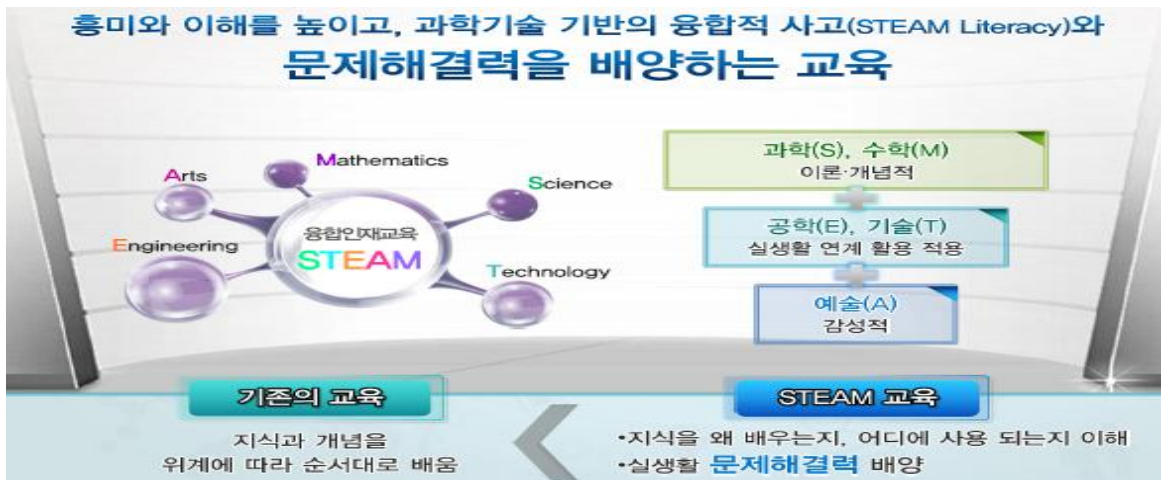 흥미와 이해를 높이고, 과학기술 기반의 융합적 사고(STEAM Literacy)와
문제해결력을 배양하는 교육
Mathematics
Arts
Science
Engineering
융합인재교육
STEAM
Technology
과학(S), 수학(M)
이론·개념적
공학(E), 기술(T)
실생활 연계 활용 적용
예술(A)
감성적
기존의 교육
지식과 개념을
위계에 따라 순서대로 배움
STEAM 교육
•지식을 왜 배우는지, 어디에 사용 되는지 이해
•실생활 문제해결력 배양